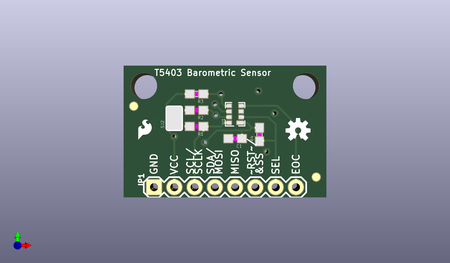 T5403 Barometric Sensor
JP1
GND
VCC
SCL/
SCLK
SDA/
MOSI
MISO
-RST-/
&SS
SEL
EOC